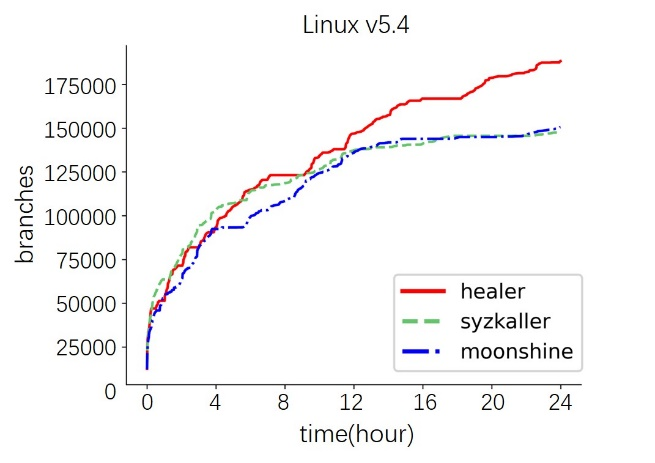 Linux v5.4
branches
175000
150000
125000
100000
75000
50000
25000
0
healer
syzkaller
moonshine
0 4 8 12 16 20 24
time(hour)